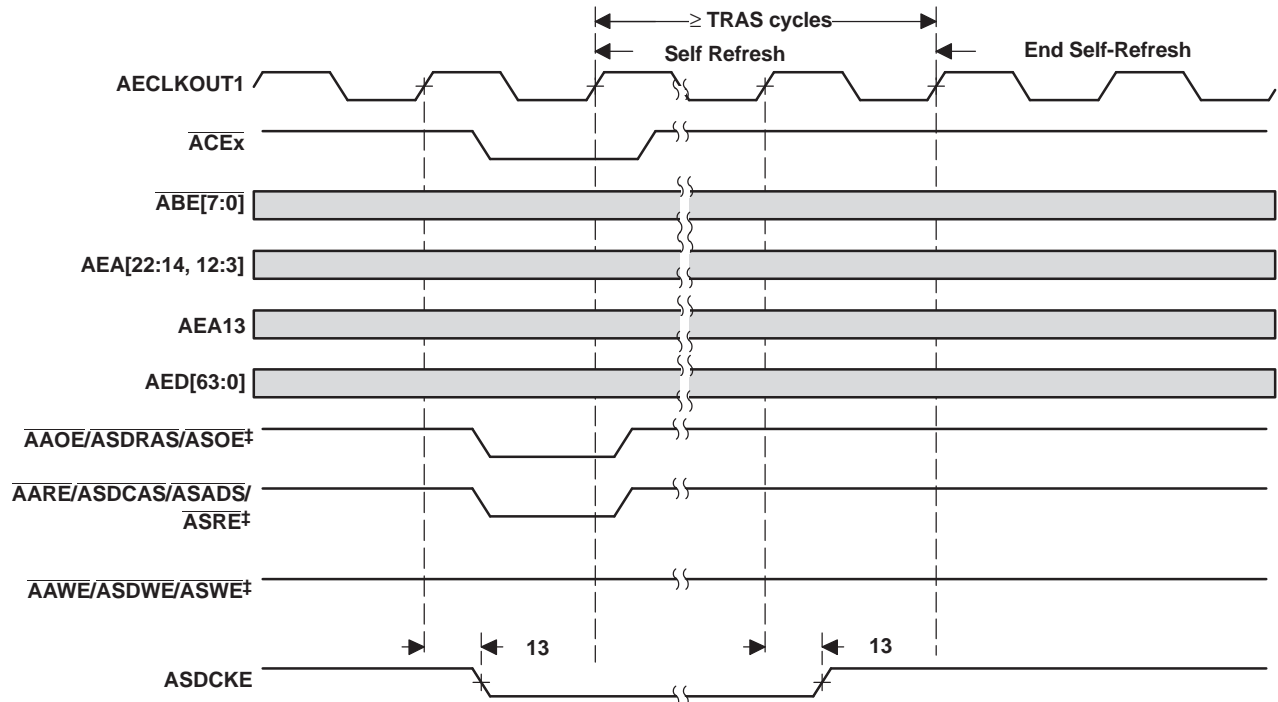 ≥ TRAS cycles
Self Refresh
End Self-Refresh
AECLKOUT1
ACEx
ABE[7:0]
AEA[22:14, 12:3]
AEA13
AED[63:0]
AAOE/ASDRAS/ASOE‡
AARE/ASDCAS/ASADS/
ASRE‡
AAWE/ASDWE/ASWE‡
13
13
ASDCKE